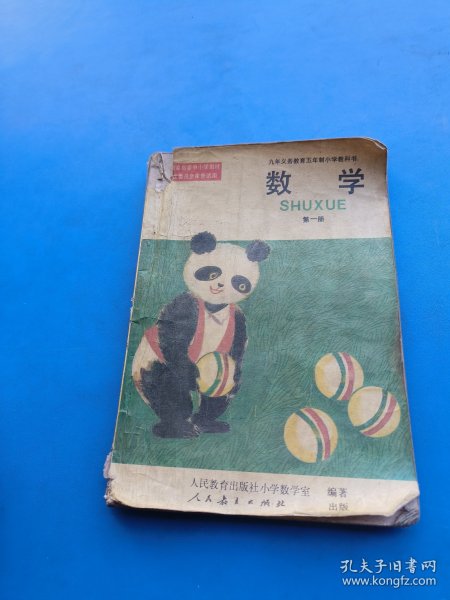 九年义务教育五年制小学教科书
数学
SHUXUE
第一册
人民教育出版社小学数学室 编著
人民教育出版社 出版
孔夫子旧书网
www.kongfz.com